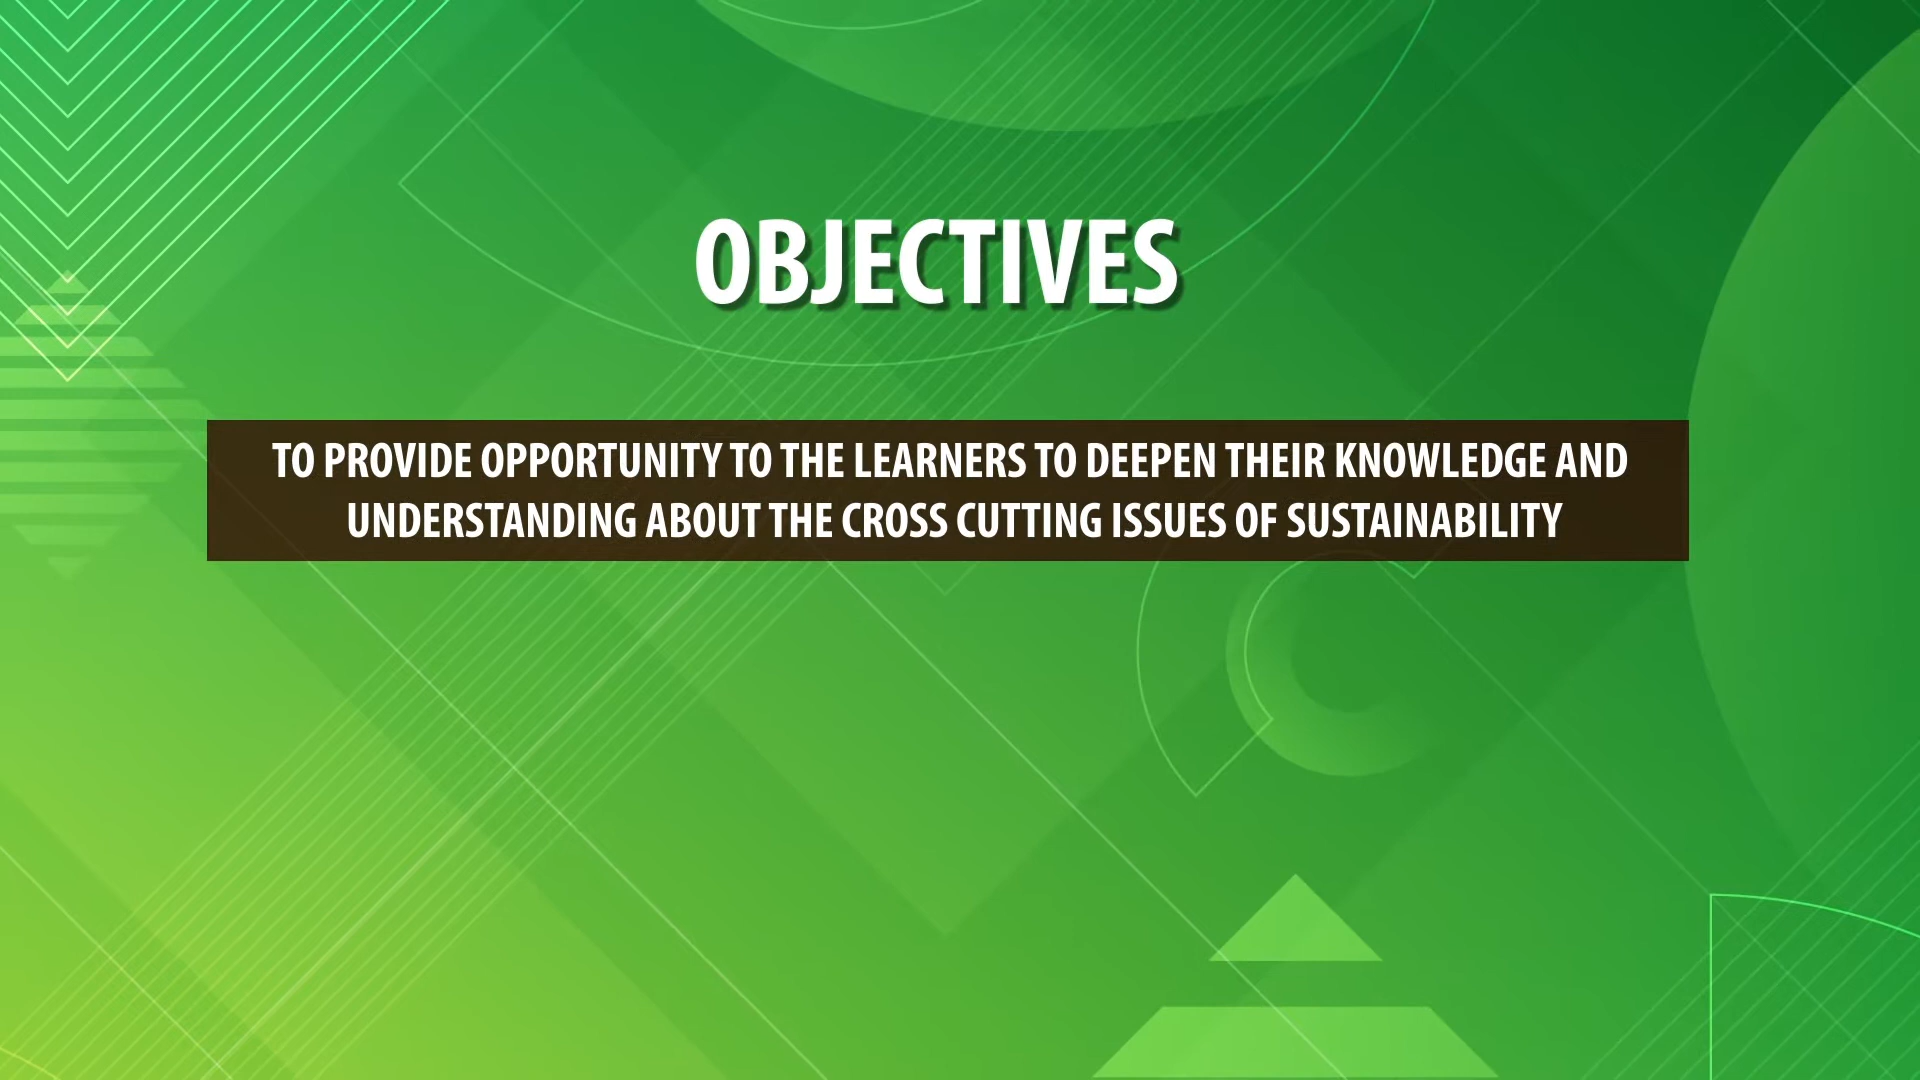 OBJECTIVES
TO PROVIDE OPPORTUNITY TO THE LEARNERS TO DEEPEN THEIR KNOWLEDGE AND
UNDERSTANDING ABOUT THE CROSS CUTTING ISSUES OF SUSTAINABILITY